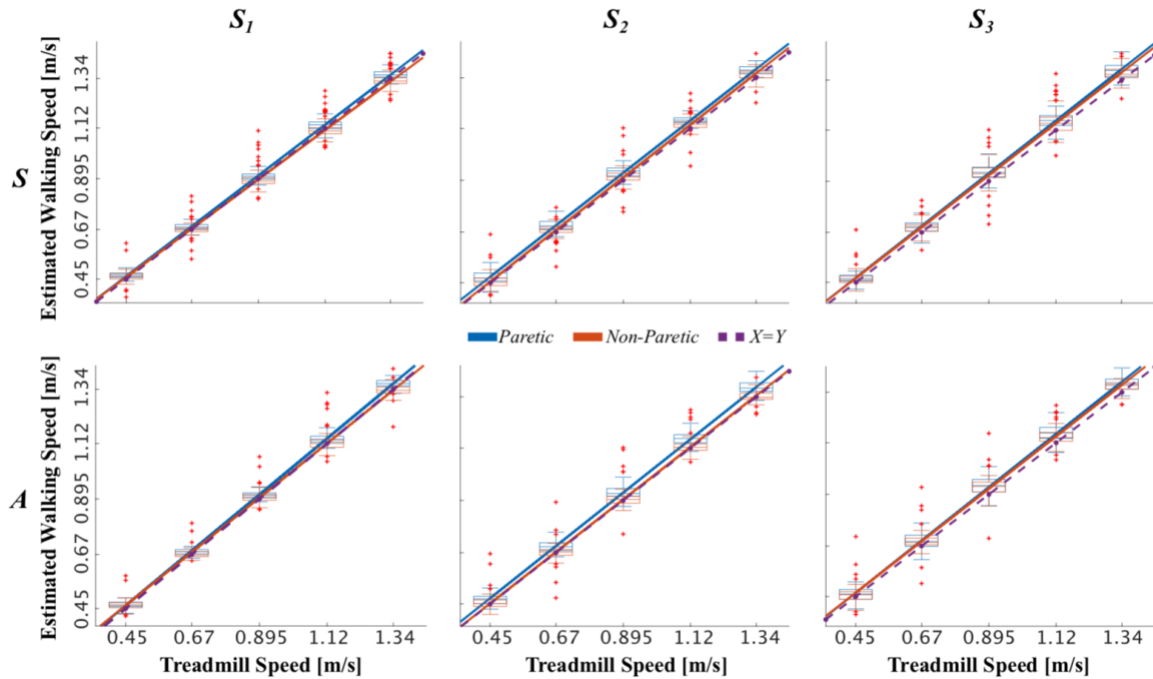 S1 S2 S3
S
Estimated Walking Speed [m/s]
1.34
1.12
0.895
0.67
0.45
Paretic Non-Paretic X=Y
A
Estimated Walking Speed [m/s]
1.34
1.12
0.895
0.67
0.45
0.45 0.67 0.895 1.12 1.34 0.45 0.67 0.895 1.12 1.34 0.45 0.67 0.895 1.12 1.34
Treadmill Speed [m/s] Treadmill Speed [m/s] Treadmill Speed [m/s]